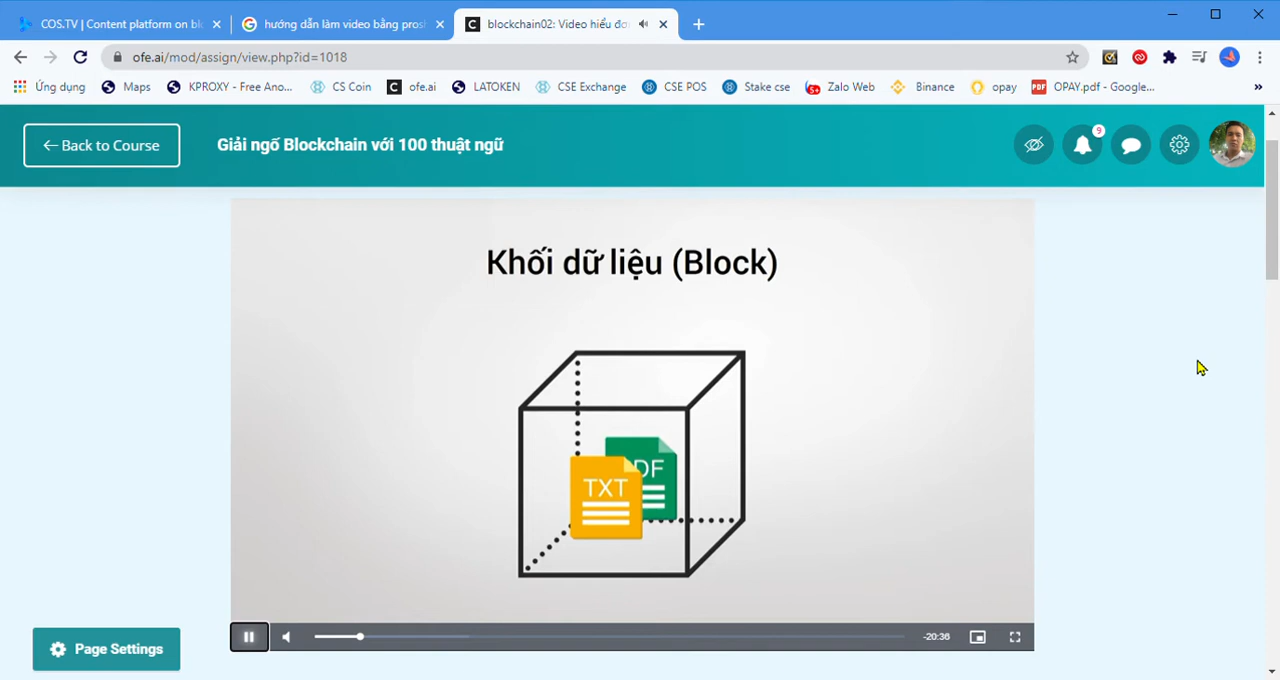 COS.TV | Content platform on blo
hướng dẫn làm video bằng prosh
blockchain02: Video hiểu đơn
ofe.ai/mod/assign/view.php?id=1018
Ứng dụng Maps KPROXY - Free Ano... CS Coin ofe.ai LATOKEN CSE Exchange CSE POS Stake cse Zalo Web Binance opay OPAY.pdf - Google... »
← Back to Course
Giải ngố Blockchain với 100 thuật ngữ
9
Khối dữ liệu (Block)
DF
TXT
-20:36
Page Settings